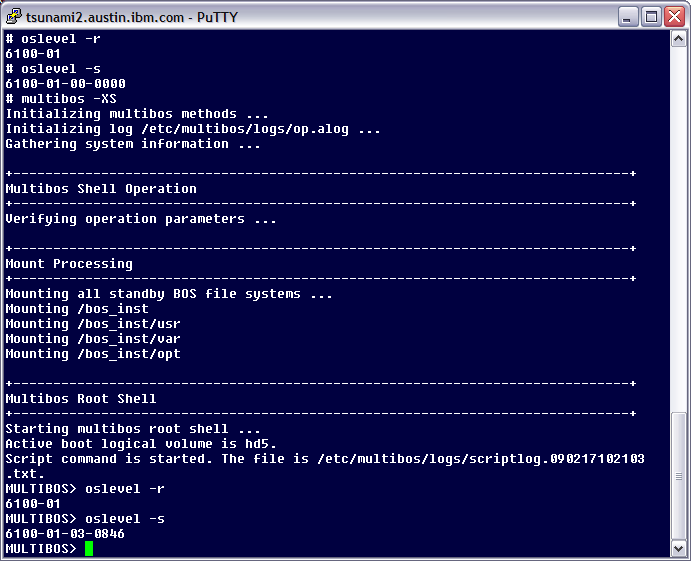 tsunami2.austin.ibm.com - PuTTY
# oslevel -r
6100-01
# oslevel -s
6100-01-00-0000
# multibos -XS
Initializing multibos methods ...
Initializing log /etc/multibos/logs/op.alog ...
Gathering system information ...
+-----------------------------------------------------------------------------+
Multibos Shell Operation
+-----------------------------------------------------------------------------+
Verifying operation parameters ...
+-----------------------------------------------------------------------------+
Mount Processing
+-----------------------------------------------------------------------------+
Mounting all standby BOS file systems ...
Mounting /bos_inst
Mounting /bos_inst/usr
Mounting /bos_inst/var
Mounting /bos_inst/opt
+-----------------------------------------------------------------------------+
Multibos Root Shell
+-----------------------------------------------------------------------------+
Starting multibos root shell ...
Active boot logical volume is hd5.
Script command is started. The file is /etc/multibos/logs/scriptlog.090217102103
.txt.
MULTIBOS> oslevel -r
6100-01
MULTIBOS> oslevel -s
6100-01-03-0846
MULTIBOS>